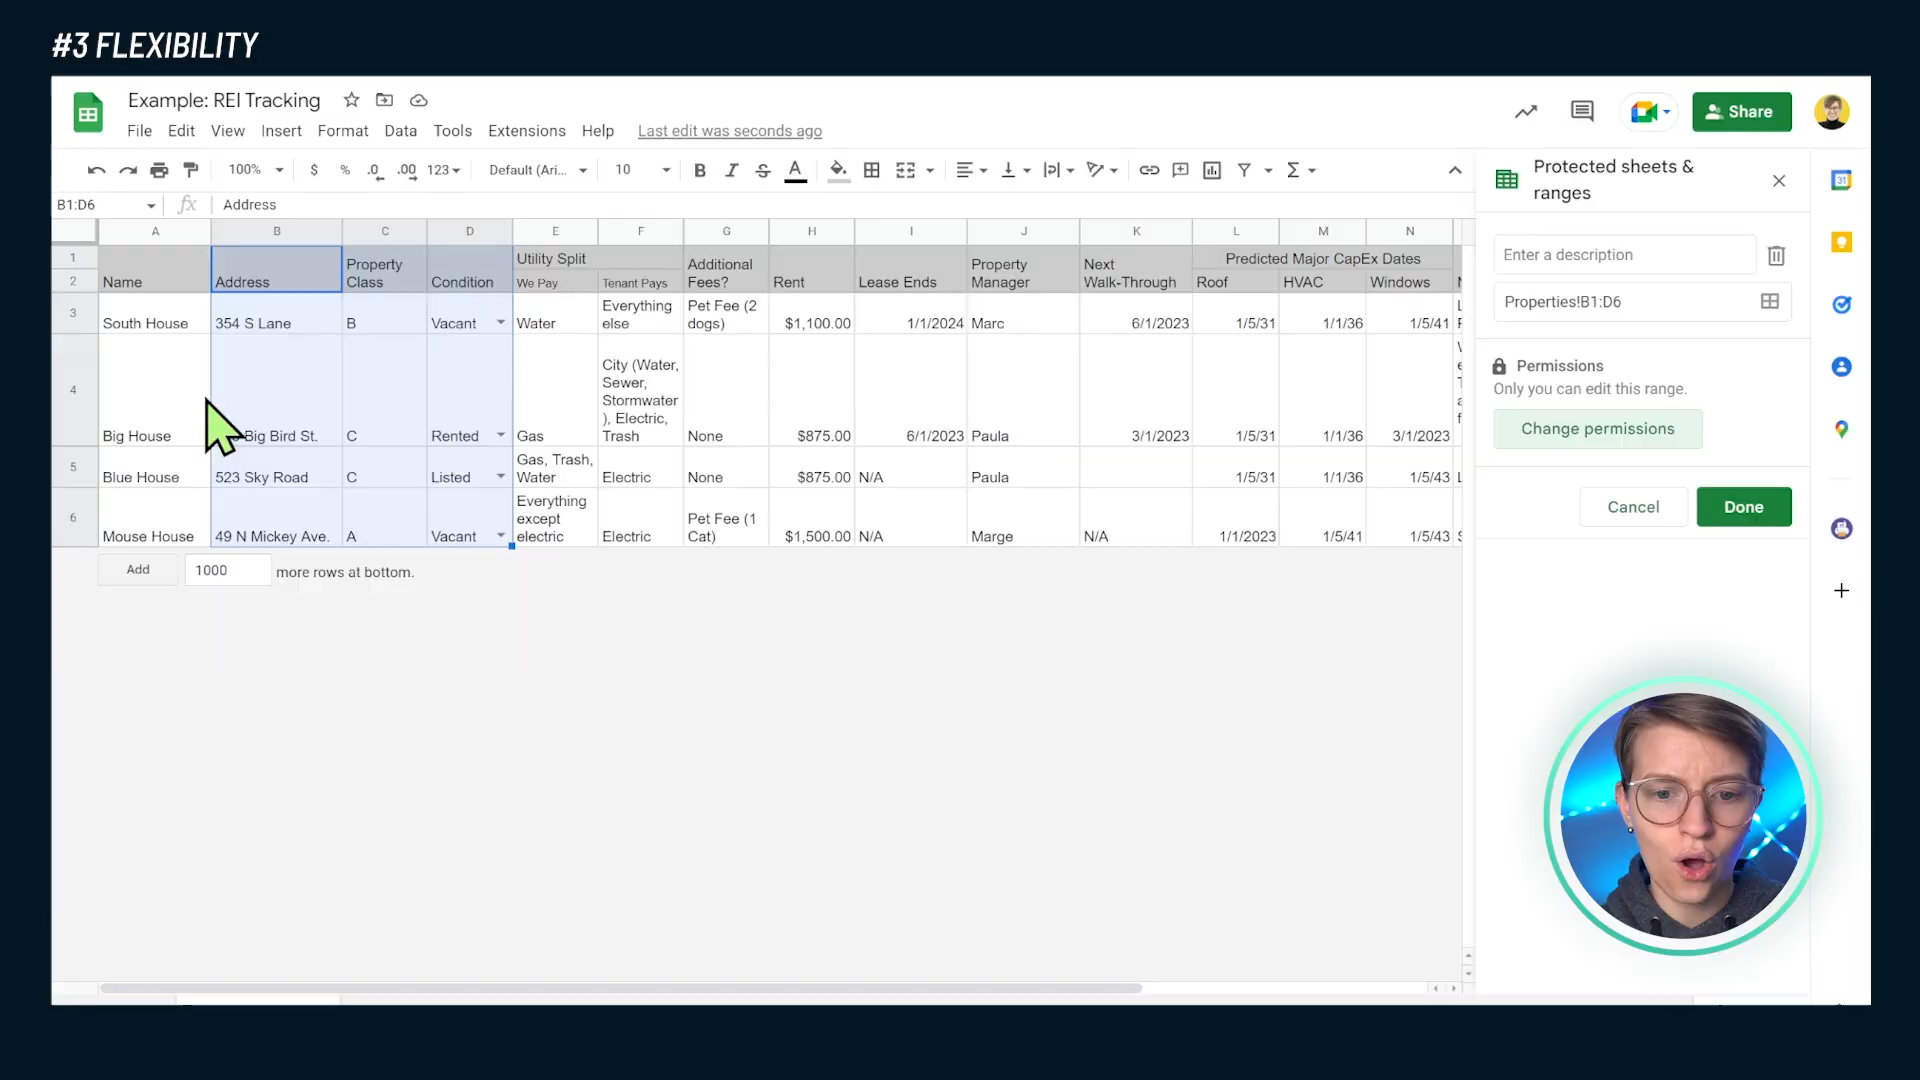 #3 FLEXIBILITY
Example: REI Tracking
File Edit View Insert Format Data Tools Extensions Help Last edit was seconds ago
Share
100% $ % .0 .00 123 Default (Ari... 10 B I S A Σ
B1:D6 fx Address
A B C D E F G H I J K L M N
1 2
Name Address Property Class Condition Utility Split We Pay Tenant Pays Additional Fees? Rent Lease Ends Property Manager Next Walk-Through Predicted Major CapEx Dates Roof HVAC Windows
3 South House 354 S Lane B Vacant Water Everything else Pet Fee (2 dogs) $1,100.00 1/1/2024 Marc 6/1/2023 1/5/31 1/1/36 1/5/41
4 Big House Big Bird St. C Rented Gas City (Water, Sewer, Stormwater ), Electric, Trash None $875.00 6/1/2023 Paula 3/1/2023 1/5/31 1/1/36 3/1/2023
5 Blue House 523 Sky Road C Listed Gas, Trash, Water Electric None $875.00 N/A Paula 1/5/31 1/1/36 1/5/43
6 Mouse House 49 N Mickey Ave. A Vacant Everything except electric Electric Pet Fee (1 Cat) $1,500.00 N/A Marge N/A 1/1/2023 1/5/41 1/5/43
Add 1000 more rows at bottom.
Protected sheets &
ranges
Enter a description
Properties!B1:D6
Permissions
Only you can edit this range.
Change permissions
Cancel Done
31